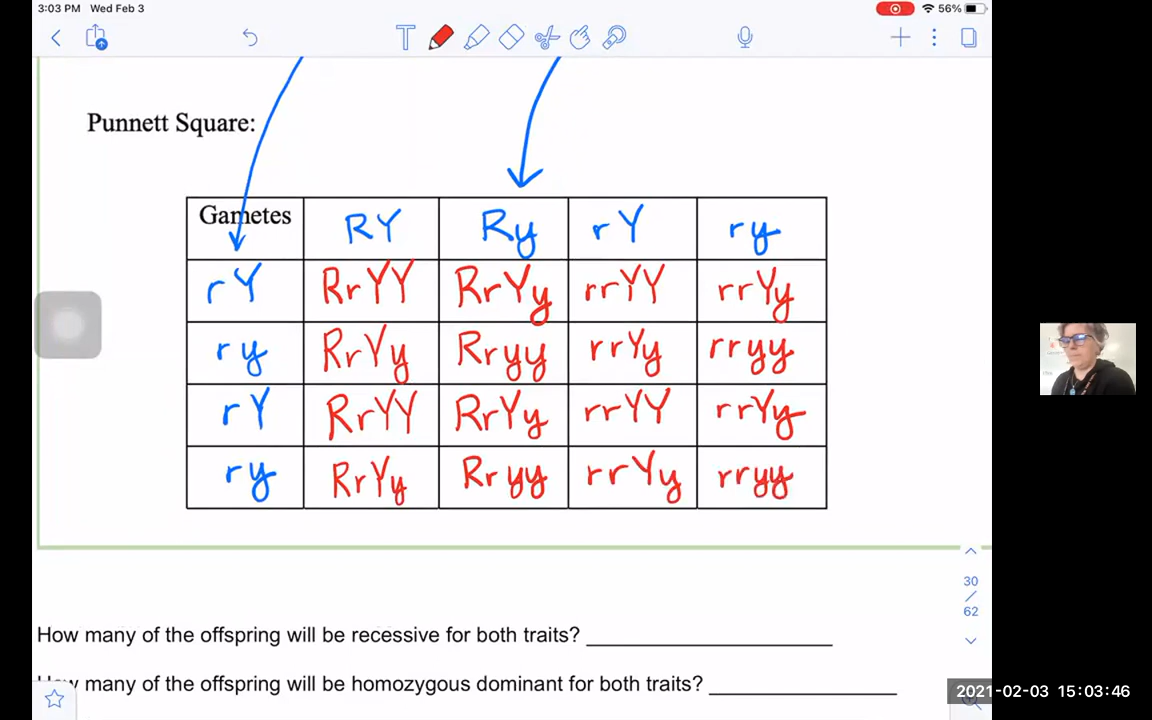 3:03 PM Wed Feb 3 56%
Punnett Square:
Gametes RY Ry rY ry
rY RrYY RrYy rrYY rrYy
ry RrYy Rryy rrYy rryy
rY RrYY RrYy rrYY rrYy
ry RrYy Rryy rrYy rryy
30
/
62
How many of the offspring will be recessive for both traits?
How many of the offspring will be homozygous dominant for both traits?
2021-02-03 15:03:46